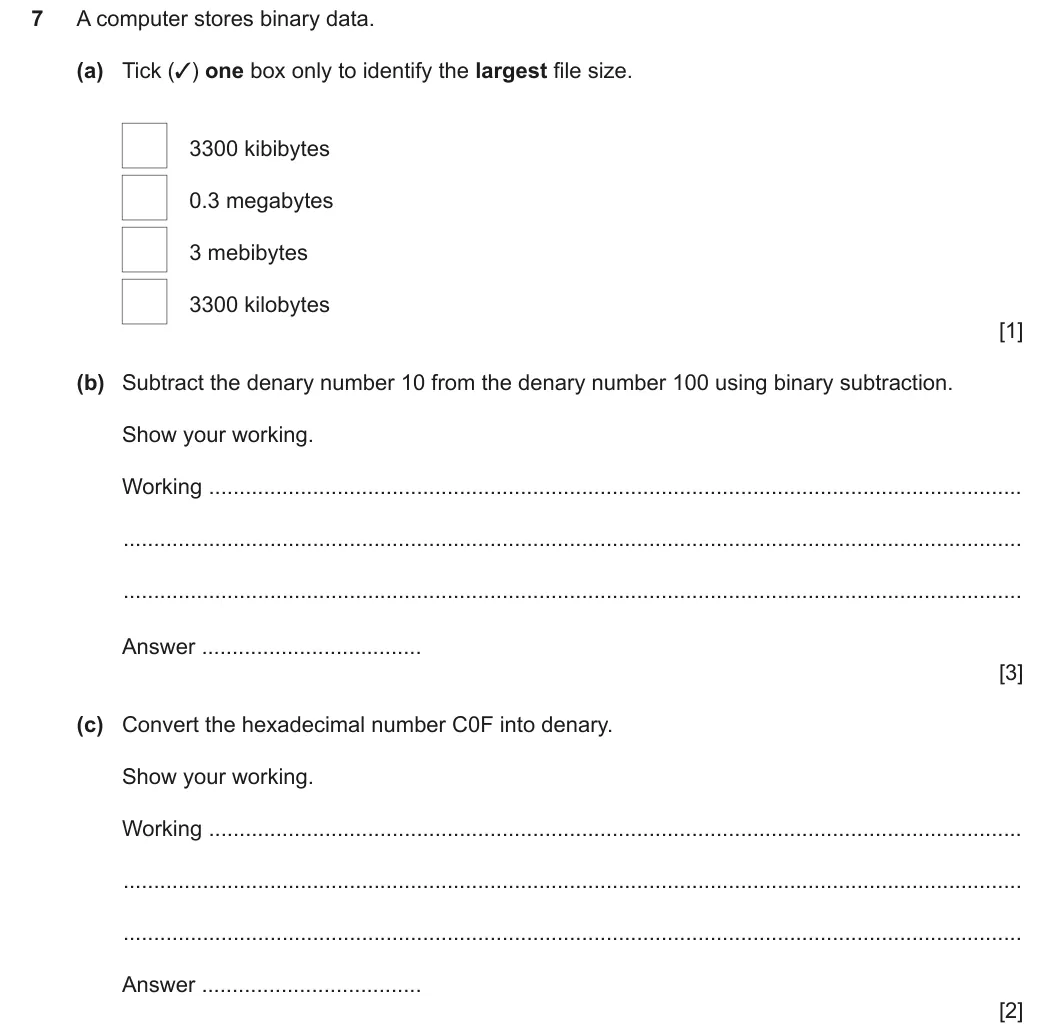 7 A computer stores binary data.
(a) Tick (✓) one box only to identify the largest file size.
3300 kibibytes
0.3 megabytes
3 mebibytes
3300 kilobytes
[1]
(b) Subtract the denary number 10 from the denary number 100 using binary subtraction.
Show your working.
Working ......................................................................................................................................
....................................................................................................................................................
....................................................................................................................................................
Answer ....................................
[3]
(c) Convert the hexadecimal number C0F into denary.
Show your working.
Working ......................................................................................................................................
....................................................................................................................................................
....................................................................................................................................................
Answer ....................................
[2]